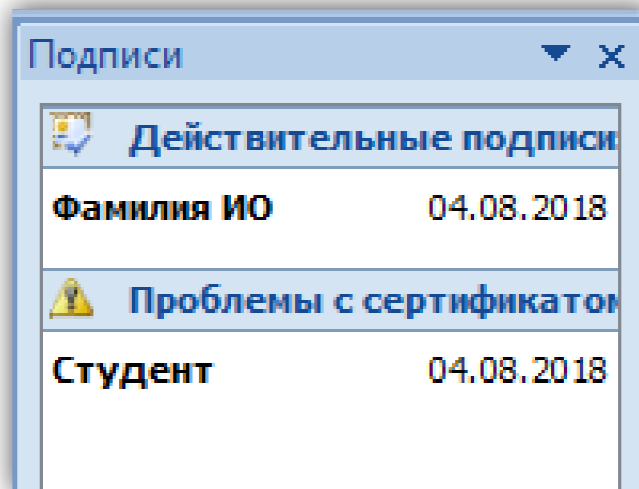 Подписи
Действительные подписи:
Фамилия ИО 04.08.2018
Проблемы с сертификатом
Студент 04.08.2018